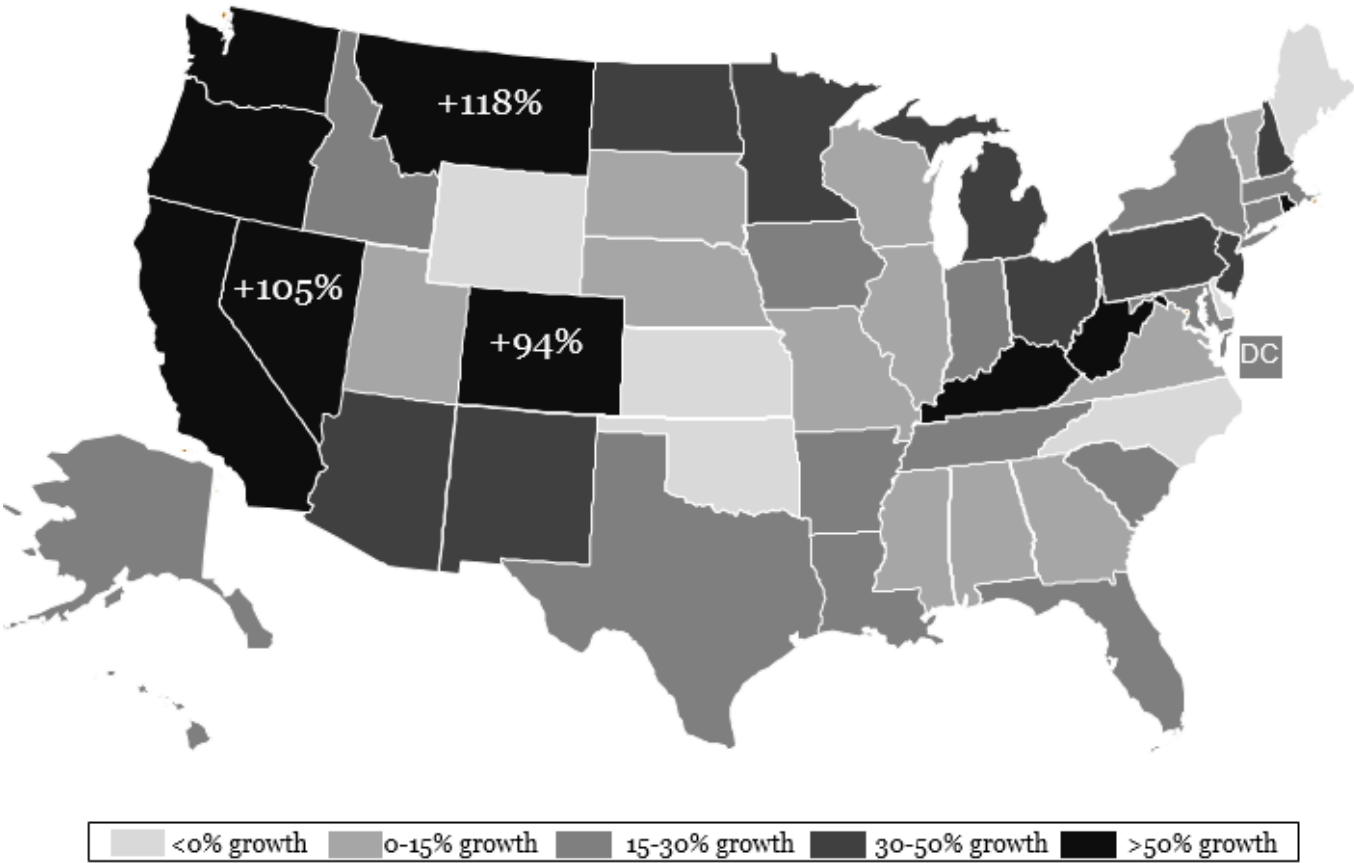 +118%
+105%
+94%
DC
<0% growth
0-15% growth
15-30% growth
30-50% growth
>50% growth